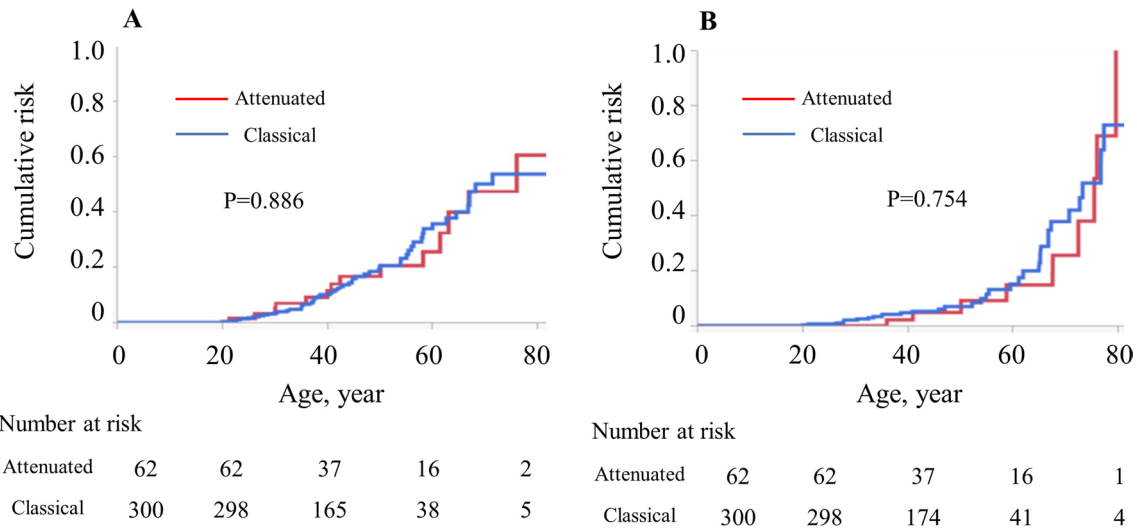 A
Cumulative risk
1.0
0.8
0.6
0.4
0.2
0
Attenuated
Classical
P=0.886
0 20 40 60 80
Age, year
Number at risk
Attenuated 62 62 37 16 2
Classical 300 298 165 38 5
B
Cumulative risk
1.0
0.8
0.6
0.4
0.2
0
Attenuated
Classical
P=0.754
0 20 40 60 80
Age, year
Number at risk
Attenuated 62 62 37 16 1
Classical 300 298 174 41 4